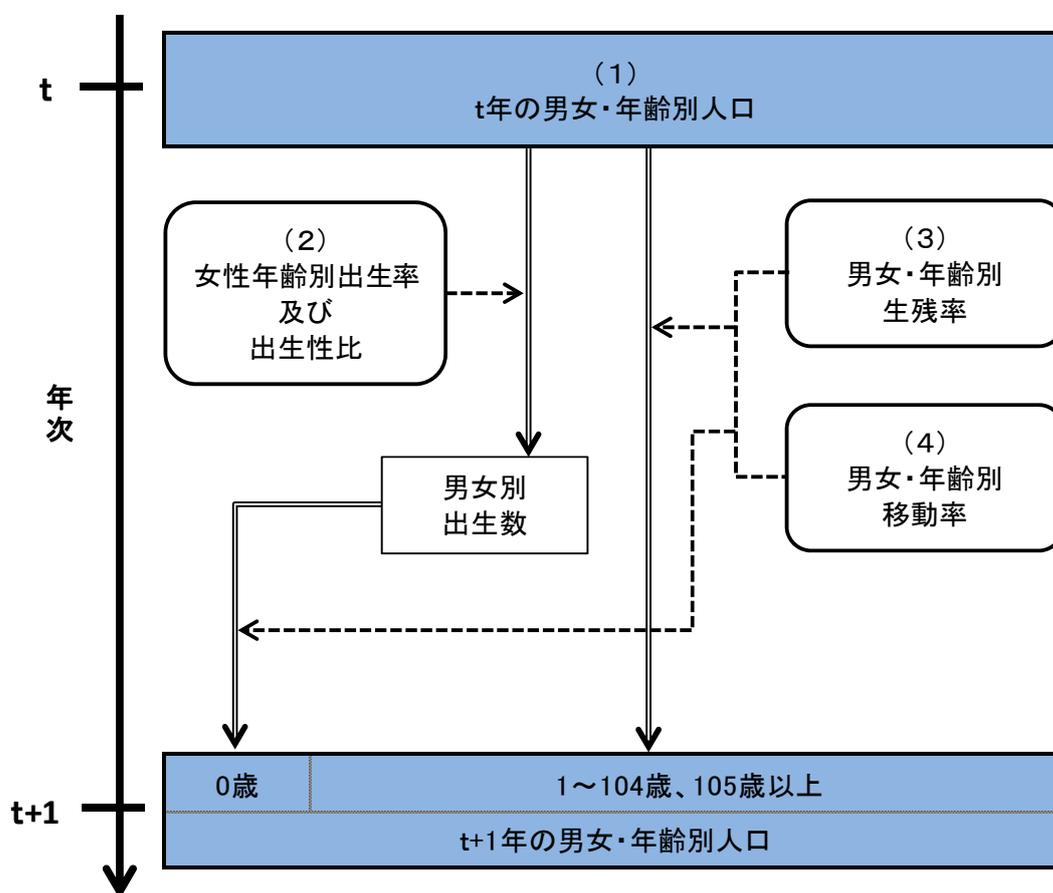 t
（1）
t年の男女・年齢別人口
（2）
女性年齢別出生率
及び
出生性比
（3）
男女・年齢別
生残率
年次
（4）
男女・年齢別
移動率
男女別
出生数
t+1
0歳
1～104歳、105歳以上
t+1年の男女・年齢別人口